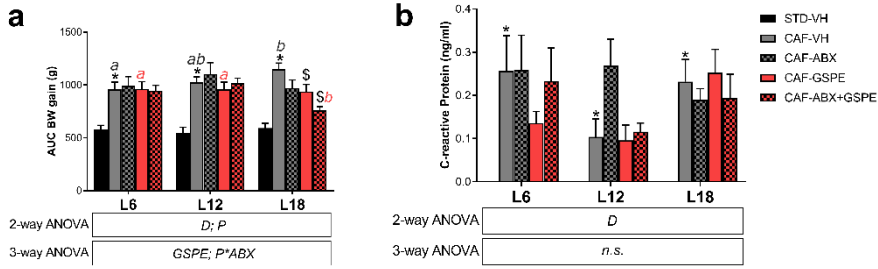 a
AUC BW gain (g)
1500
1000
500
0
a
*
a
ab
*
a
b
*
$
$b
L6
L12
L18
2-way ANOVA
D; P
3-way ANOVA
GSPE; P*ABX
b
C-reactive Protein (ng/ml)
0.4
0.3
0.2
0.1
0.0
*
*
*
L6
L12
L18
2-way ANOVA
D
3-way ANOVA
n.s.
STD-VH
CAF-VH
CAF-ABX
CAF-GSPE
CAF-ABX+GSPE